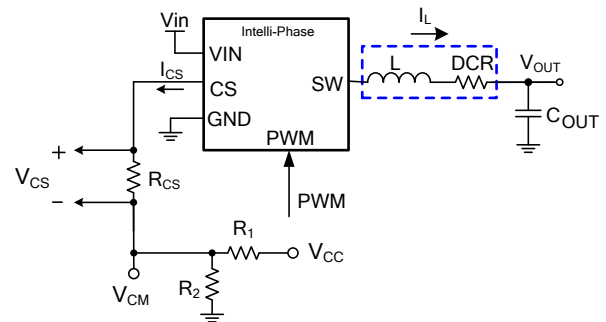 Vin
Intelli-Phase
I_L
VIN
L
DCR
V_OUT
I_CS
CS
SW
GND
C_OUT
PWM
+
V_CS
R_CS
−
PWM
R_1
V_CC
R_2
V_CM